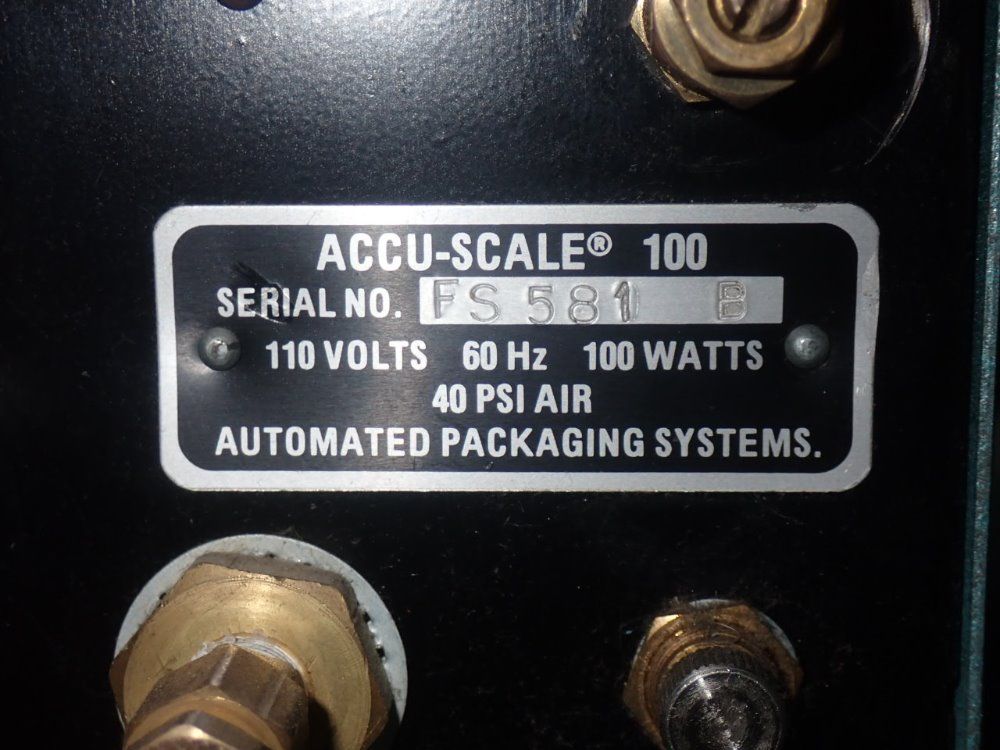 ACCU-SCALE® 100
SERIAL NO. FS 581 B
110 VOLTS 60 Hz 100 WATTS
40 PSI AIR
AUTOMATED PACKAGING SYSTEMS.